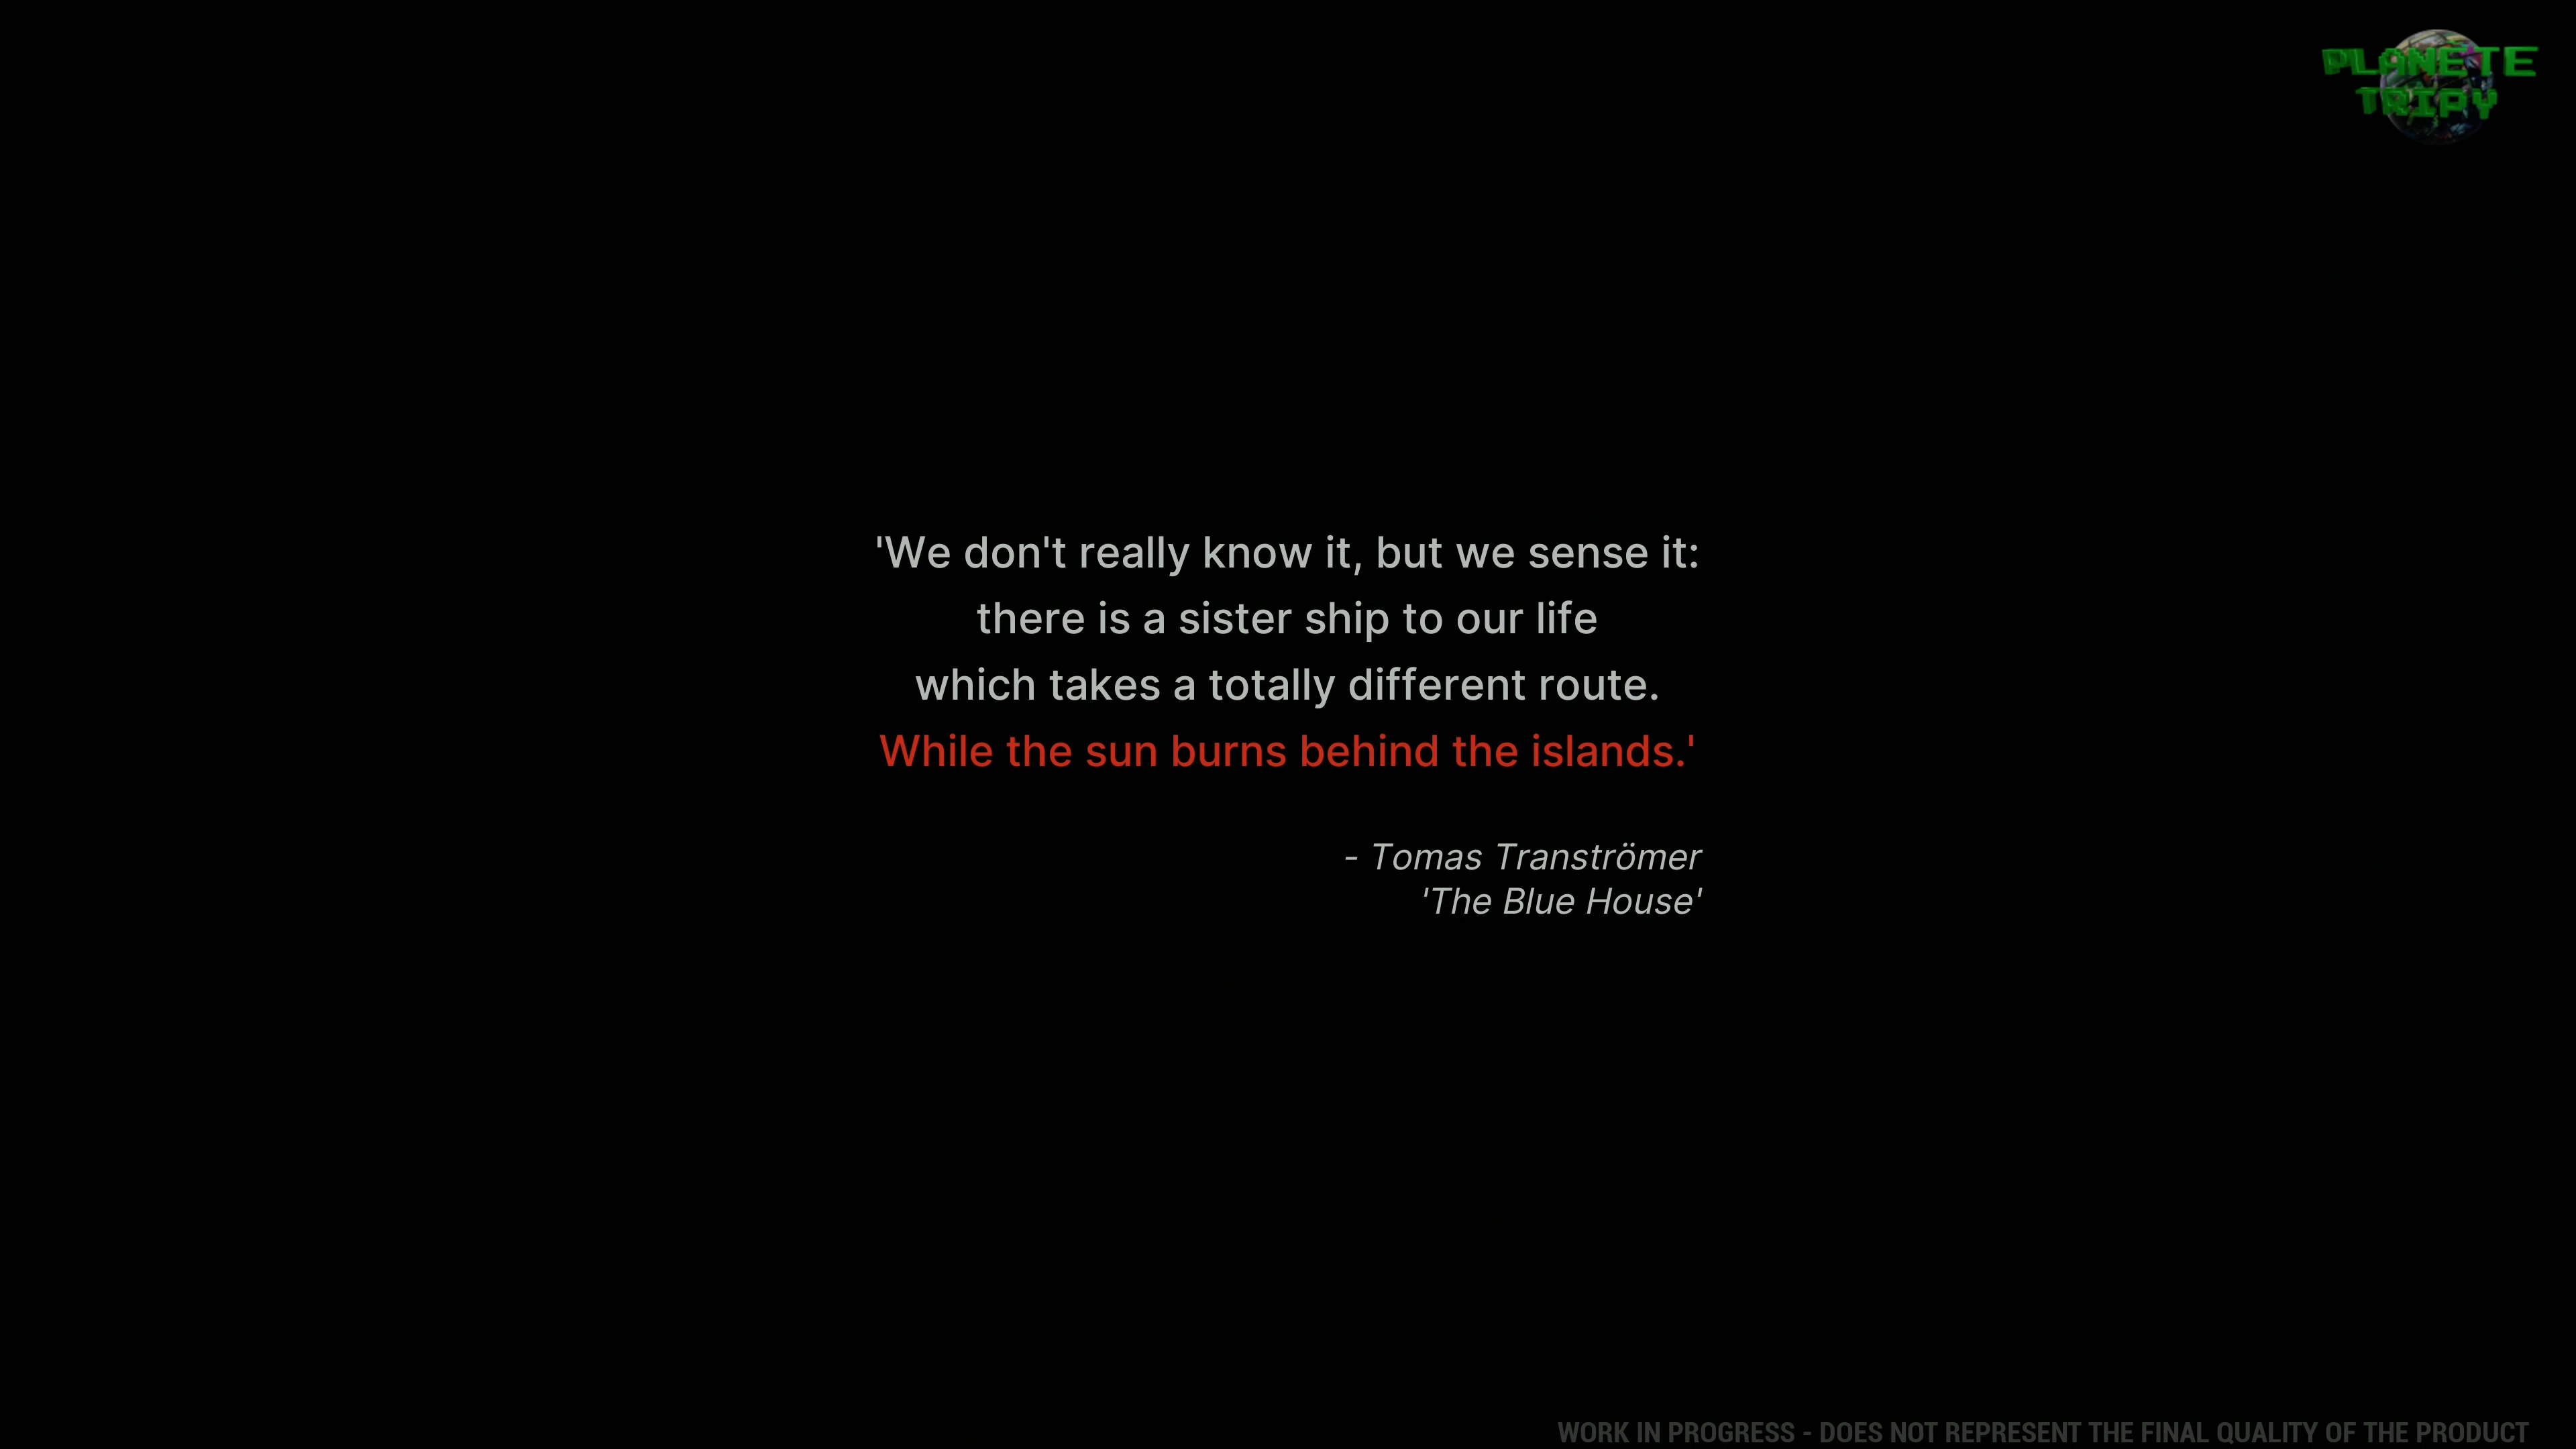 PLANÈTE
TRIPY
'We don't really know it, but we sense it:
there is a sister ship to our life
which takes a totally different route.
While the sun burns behind the islands.'
- Tomas Tranströmer
'The Blue House'
WORK IN PROGRESS - DOES NOT REPRESENT THE FINAL QUALITY OF THE PRODUCT